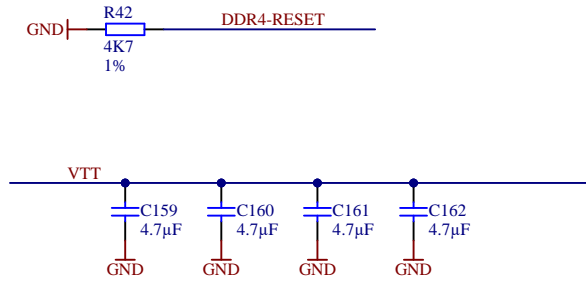 R42
DDR4-RESET
GND
4K7
1%
VTT
C159 C160 C161 C162
4.7µF 4.7µF 4.7µF 4.7µF
GND GND GND GND